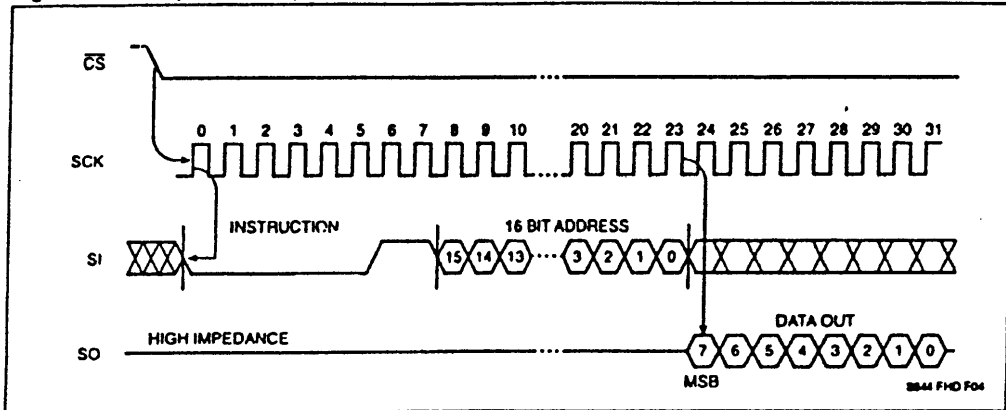 CS
0 1 2 3 4 5 6 7 8 9 10 20 21 22 23 24 25 26 27 28 29 30 31
SCK
INSTRUCTION
16 BIT ADDRESS
SI
15 14 13 3 2 1 0
DATA OUT
HIGH IMPEDANCE
SO
7 6 5 4 3 2 1 0
MSB
FHD F04